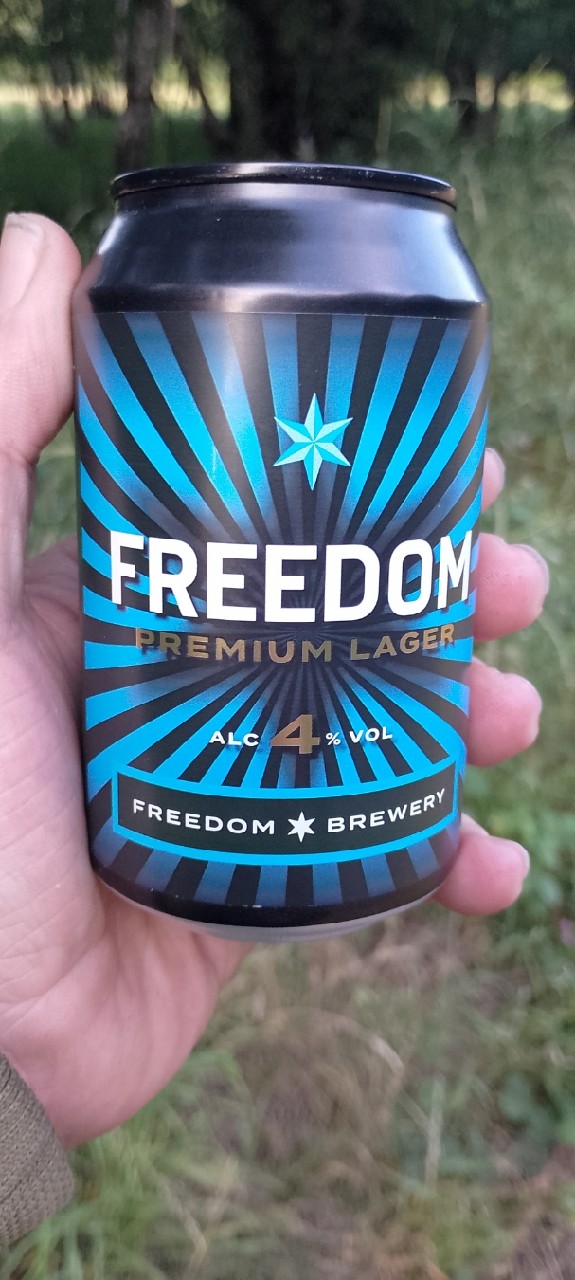 FREEDOM
PREMIUM LAGER
ALC 4% VOL
FREEDOM BREWERY